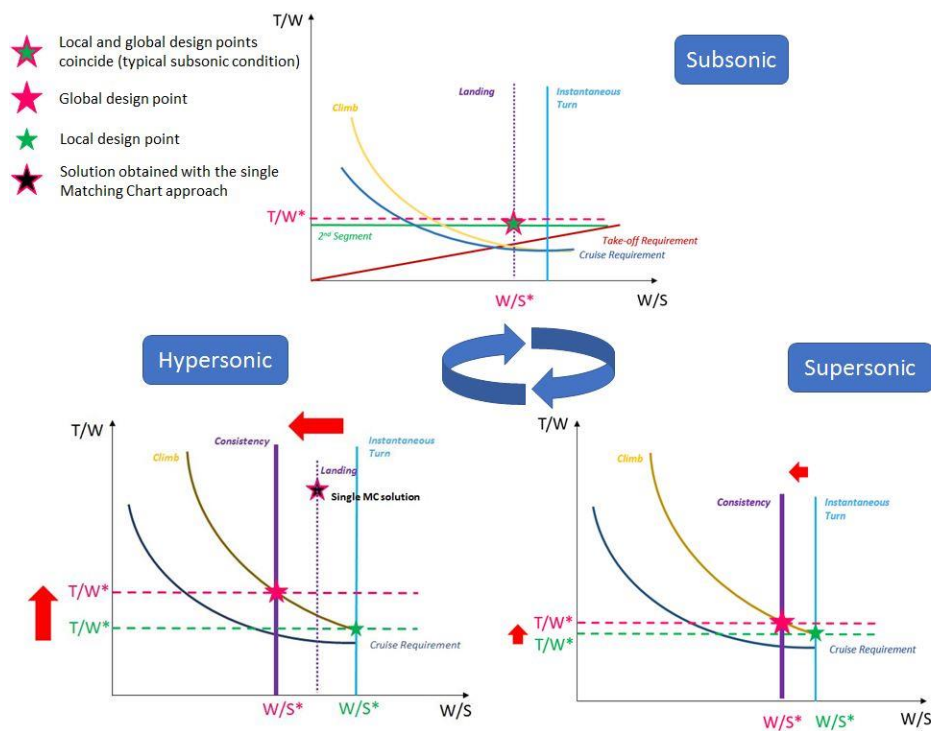 Local and global design points
coincide (typical subsonic condition)
Global design point
Local design point
Solution obtained with the single
Matching Chart approach
T/W
Subsonic
Landing
Instantaneous
Turn
Climb
T/W*
2nd Segment
Take-off Requirement
Cruise Requirement
W/S*
W/S
Hypersonic
Supersonic
T/W
Consistency
Instantaneous
Turn
Climb
Landing
Single MC solution
T/W*
T/W*
Cruise Requirement
W/S*
W/S*
W/S
T/W
Climb
Consistency
Instantaneous
Turn
T/W*
T/W*
Cruise Requirement
W/S*
W/S*
W/S